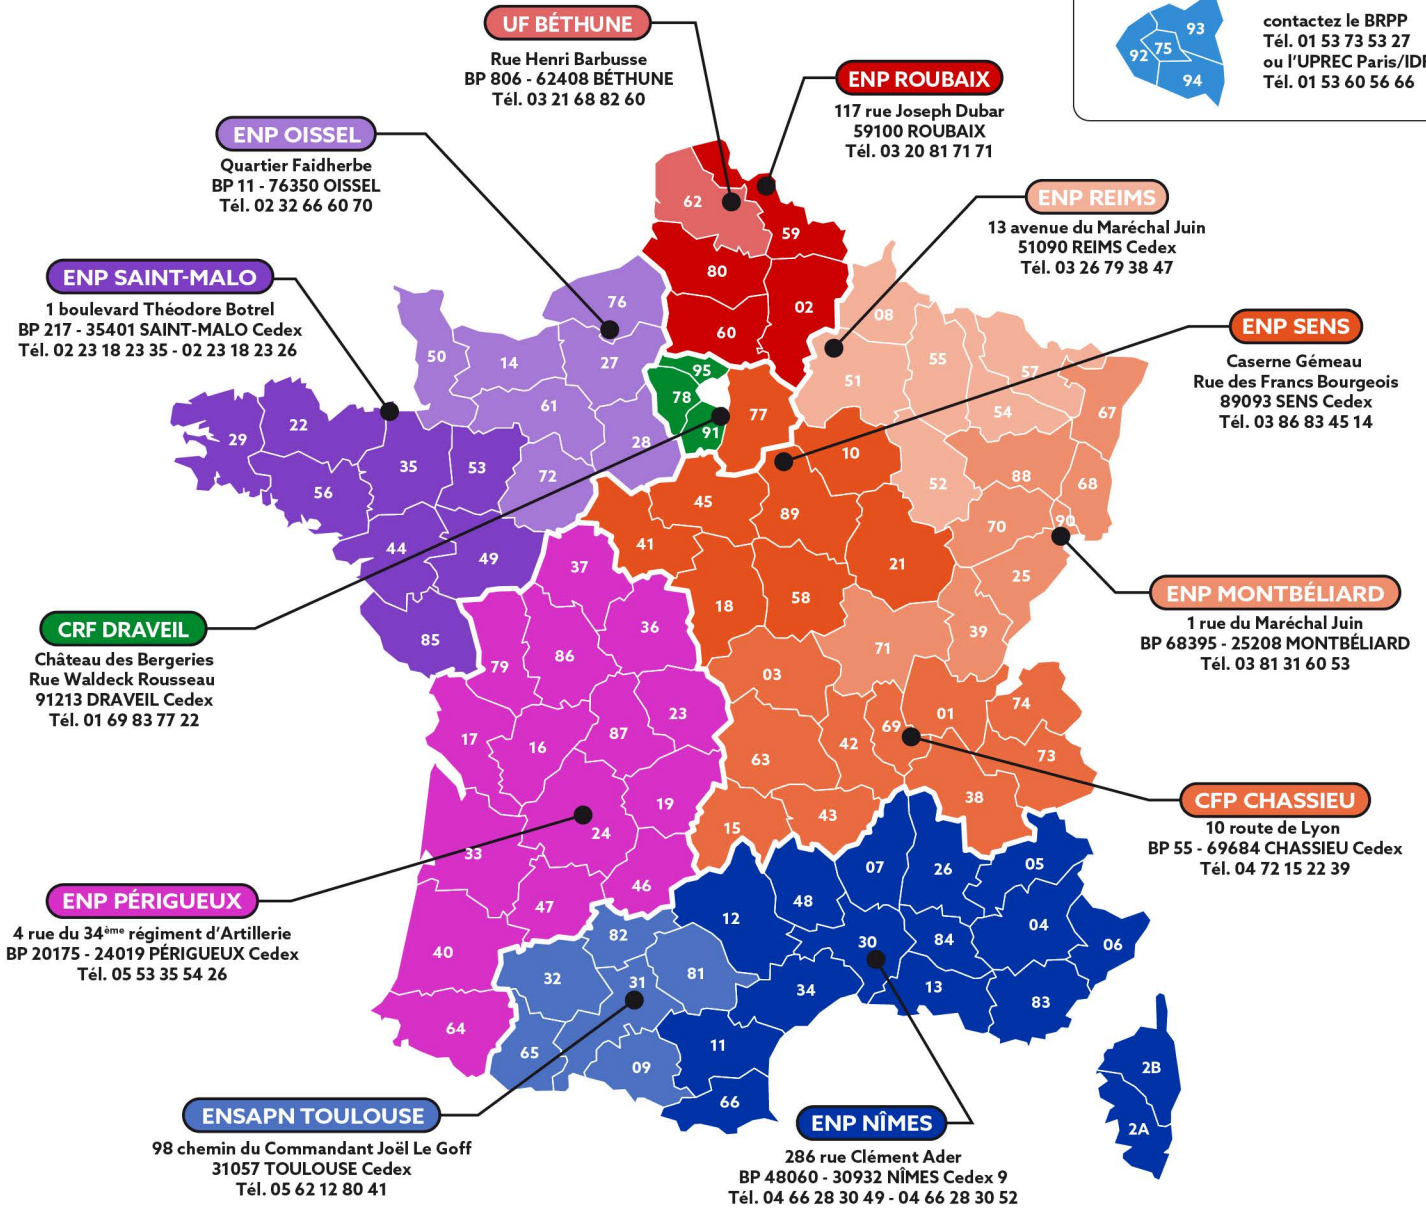 UF BÉTHUNE
Rue Henri Barbusse
BP 806 - 62408 BÉTHUNE
Tél. 03 21 68 82 60
93
92
75
94
contactez le BRPP
Tél. 01 53 73 53 27
ou l'UPREC Paris/IDF
Tél. 01 53 60 56 66
ENP ROUBAIX
117 rue Joseph Dubar
59100 ROUBAIX
Tél. 03 20 81 71 71
ENP OISSEL
Quartier Faidherbe
BP 11 - 76350 OISSEL
Tél. 02 32 66 60 70
ENP REIMS
13 avenue du Maréchal Juin
51090 REIMS Cedex
Tél. 03 26 79 38 47
ENP SAINT-MALO
1 boulevard Théodore Botrel
BP 217 - 35401 SAINT-MALO Cedex
Tél. 02 23 18 23 35 - 02 23 18 23 26
ENP SENS
Caserne Gémeau
Rue des Francs Bourgeois
89093 SENS Cedex
Tél. 03 86 83 45 14
62
59
80
02
60
76
27
50
14
61
28
72
08
51
55
57
54
67
52
88
68
70
90
25
39
71
95
78
91
77
10
45
89
41
21
18
58
29
22
35
53
56
44
49
85
37
36
79
86
23
87
17
16
19
24
33
46
47
40
64
03
01
74
69
42
63
73
38
43
15
07
26
05
48
12
04
06
30
84
13
83
34
11
66
2B
2A
82
32
31
81
65
09
CRF DRAVEIL
Château des Bergeries
Rue Waldeck Rousseau
91213 DRAVEIL Cedex
Tél. 01 69 83 77 22
ENP MONTBÉLIARD
1 rue du Maréchal Juin
BP 68395 - 25208 MONTBÉLIARD
Tél. 03 81 31 60 53
CFP CHASSIEU
10 route de Lyon
BP 55 - 69684 CHASSIEU Cedex
Tél. 04 72 15 22 39
ENP PÉRIGUEUX
4 rue du 34ème régiment d'Artillerie
BP 20175 - 24019 PÉRIGUEUX Cedex
Tél. 05 53 35 54 26
ENSAPN TOULOUSE
98 chemin du Commandant Joël Le Goff
31057 TOULOUSE Cedex
Tél. 05 62 12 80 41
ENP NÎMES
286 rue Clément Ader
BP 48060 - 30932 NÎMES Cedex 9
Tél. 04 66 28 30 49 - 04 66 28 30 52